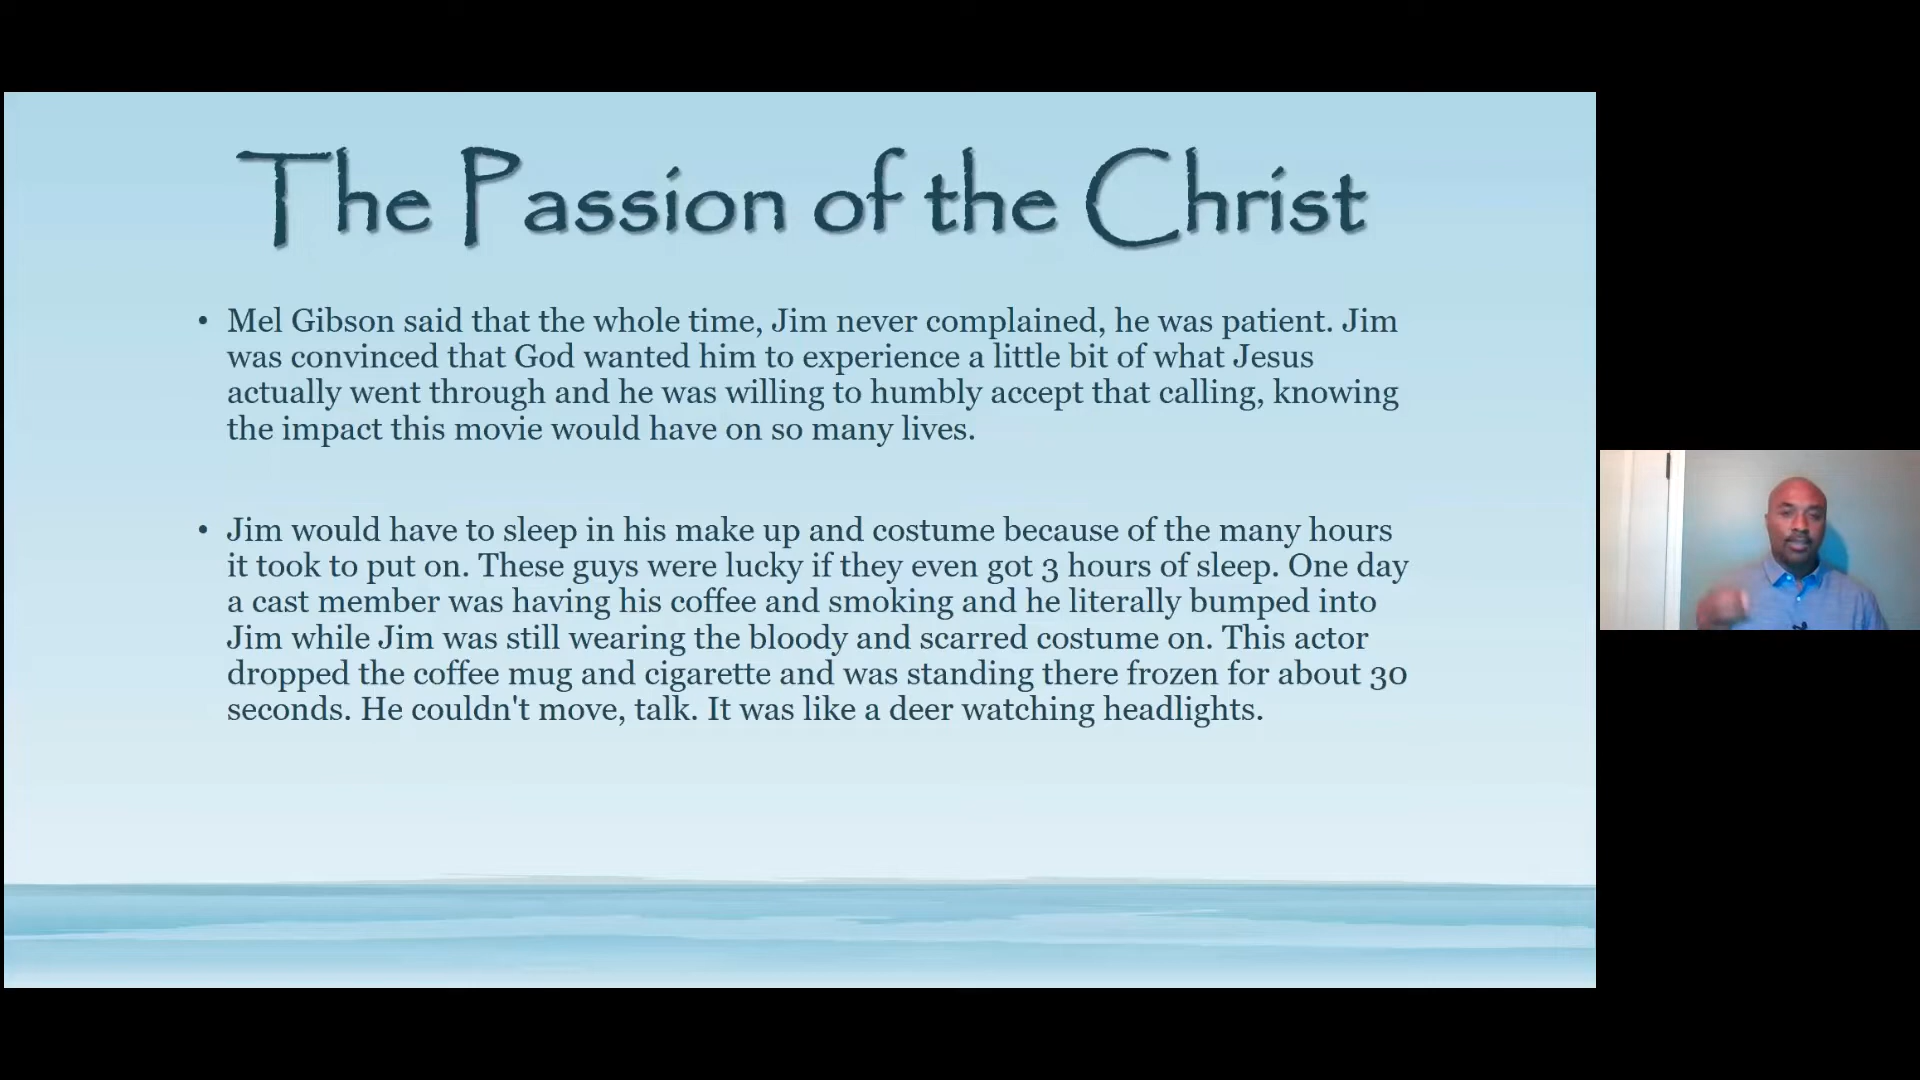 The Passion of the Christ
• Mel Gibson said that the whole time, Jim never complained, he was patient. Jim
was convinced that God wanted him to experience a little bit of what Jesus
actually went through and he was willing to humbly accept that calling, knowing
the impact this movie would have on so many lives.
• Jim would have to sleep in his make up and costume because of the many hours
it took to put on. These guys were lucky if they even got 3 hours of sleep. One day
a cast member was having his coffee and smoking and he literally bumped into
Jim while Jim was still wearing the bloody and scarred costume on. This actor
dropped the coffee mug and cigarette and was standing there frozen for about 30
seconds. He couldn't move, talk. It was like a deer watching headlights.